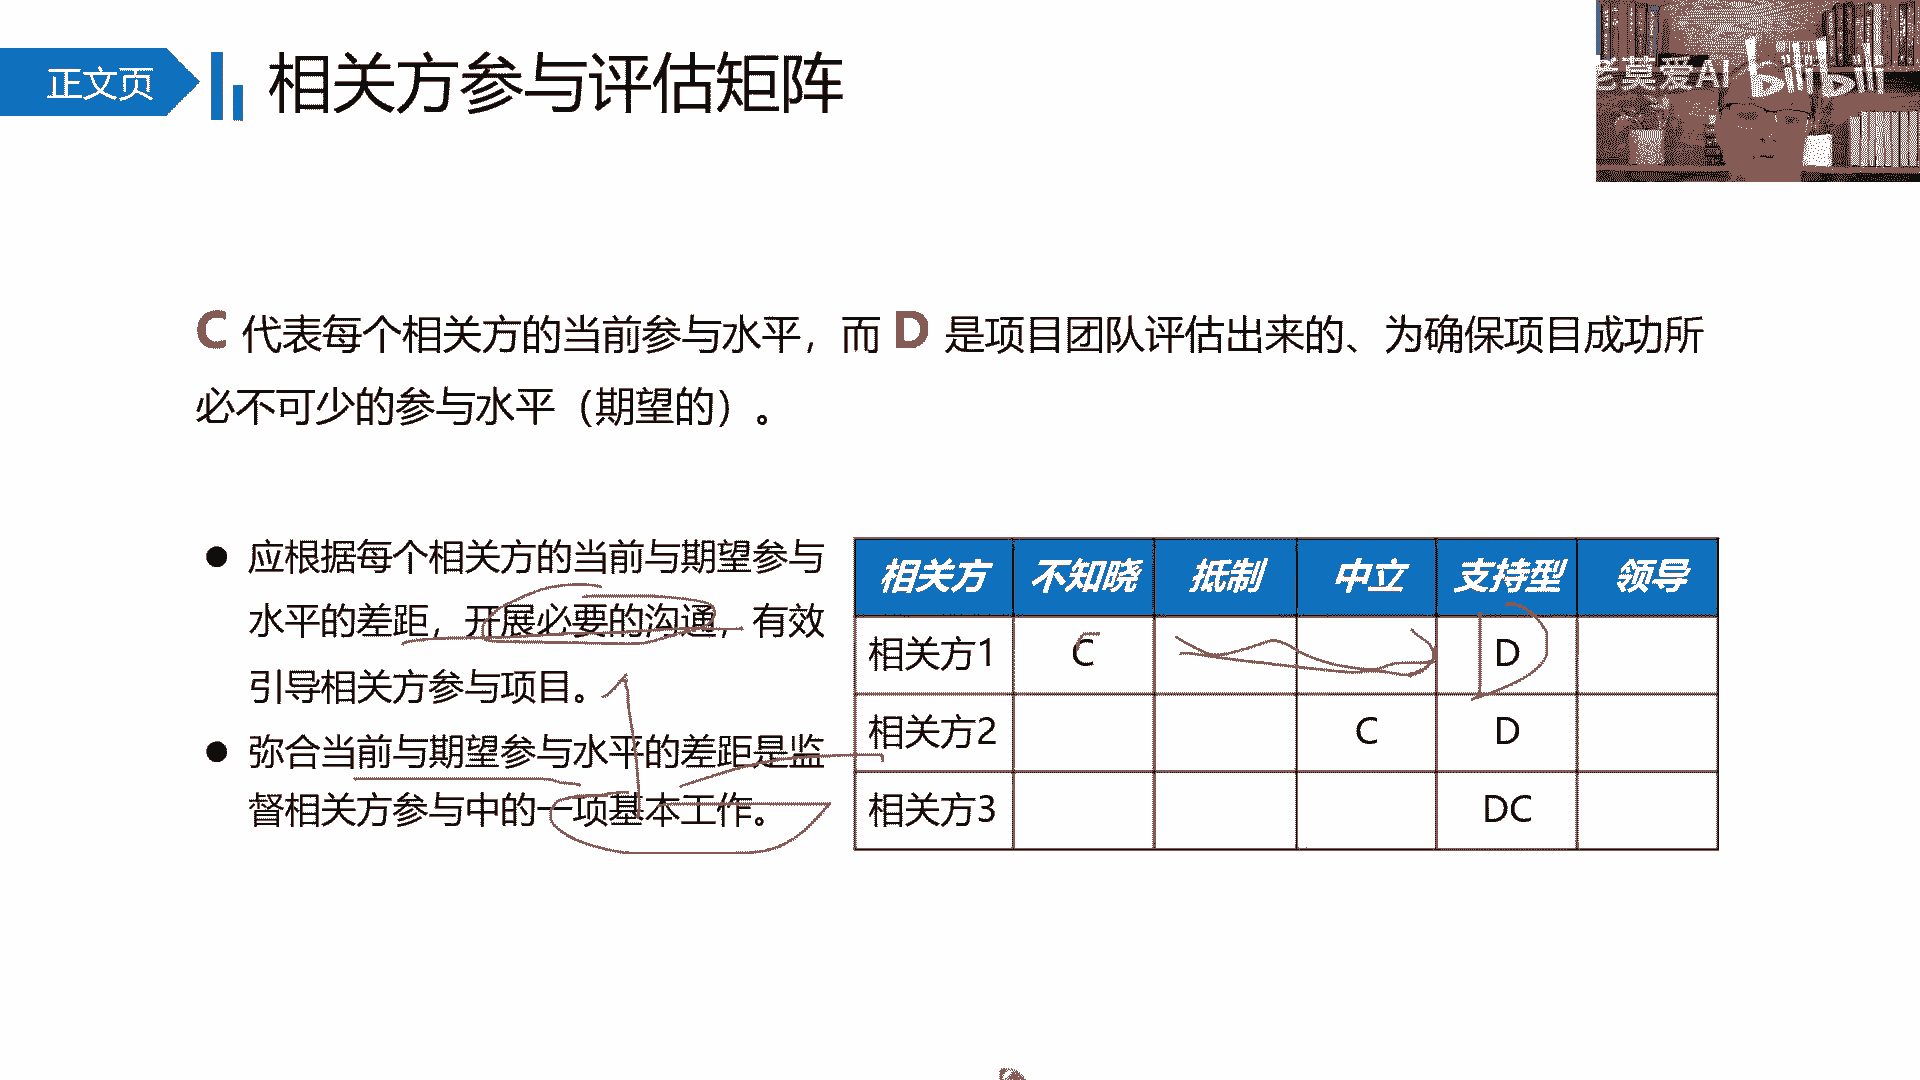 正文页
相关方参与评估矩阵
老莫爱AI bilibili
C 代表每个相关方的当前参与水平，而 D 是项目团队评估出来的、为确保项目成功所
必不可少的参与水平（期望的）。
● 应根据每个相关方的当前与期望参与
水平的差距，开展必要的沟通，有效
引导相关方参与项目。
● 弥合当前与期望参与水平的差距是监
督相关方参与中的一项基本工作。
相关方 不知晓 抵制 中立 支持型 领导
相关方1 C D
相关方2 C D
相关方3 DC